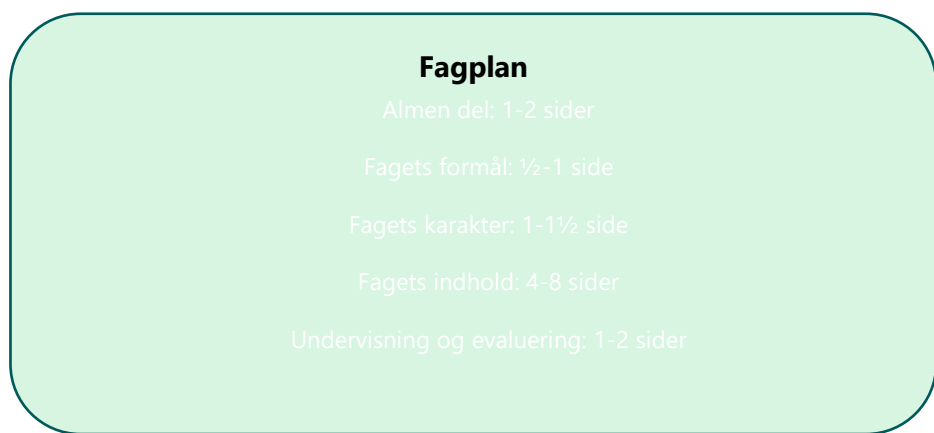 Fagplan
Almen del: 1-2 sider
Fagets formål: ½-1 side
Fagets karakter: 1-1½ side
Fagets indhold: 4-8 sider
Undervisning og evaluering: 1-2 sider